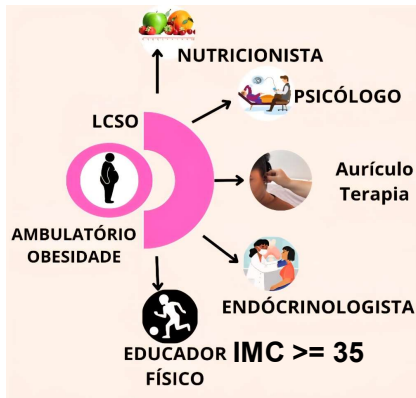 NUTRICIONISTA
PSICÓLOGO
LCSO
Aurículo
Terapia
AMBULATÓRIO
OBESIDADE
ENDÓCRINOLOGISTA
EDUCADOR
FÍSICO
IMC >= 35